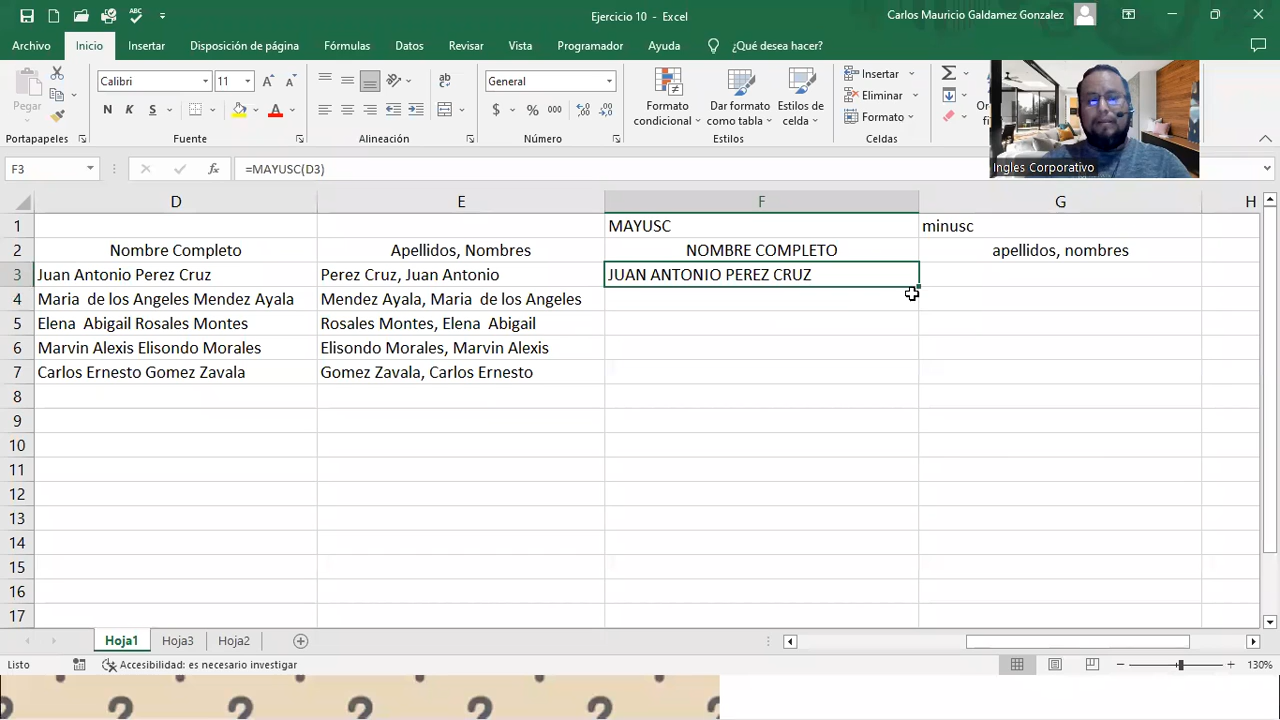 Ejercicio 10 - Excel
Carlos Mauricio Galdamez Gonzalez
Archivo Inicio Insertar Disposición de página Fórmulas Datos Revisar Vista Programador Ayuda ¿Qué desea hacer?
Pegar
Calibri 11
N K S
General
$ % 000
Formato condicional
Dar formato como tabla
Estilos de celda
Insertar
Eliminar
Formato
Portapapeles Fuente Alineación Número Estilos Celdas
Ingles Corporativo
F3 fx =MAYUSC(D3)
D E F G H
1 MAYUSC minusc
2 Nombre Completo Apellidos, Nombres NOMBRE COMPLETO apellidos, nombres
3 Juan Antonio Perez Cruz Perez Cruz, Juan Antonio JUAN ANTONIO PEREZ CRUZ
4 Maria  de los Angeles Mendez Ayala Mendez Ayala, Maria  de los Angeles
5 Elena  Abigail Rosales Montes Rosales Montes, Elena  Abigail
6 Marvin Alexis Elisondo Morales Elisondo Morales, Marvin Alexis
7 Carlos Ernesto Gomez Zavala Gomez Zavala, Carlos Ernesto
8
9
10
11
12
13
14
15
16
17
Hoja1 Hoja3 Hoja2
Listo Accesibilidad: es necesario investigar 130%